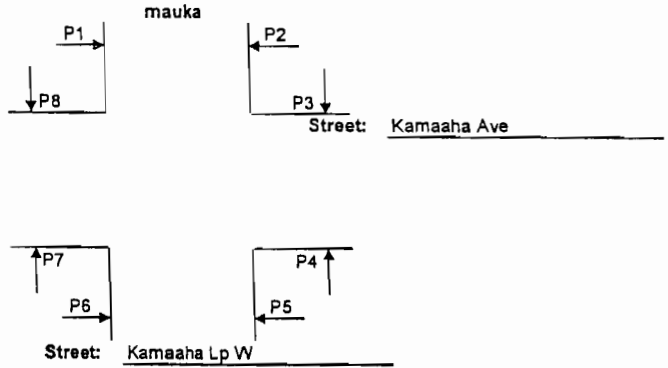 mauka
P1 P2
P8 P3
Street: Kamaaha Ave
P7 P4
P6 P5
Street: Kamaaha Lp W